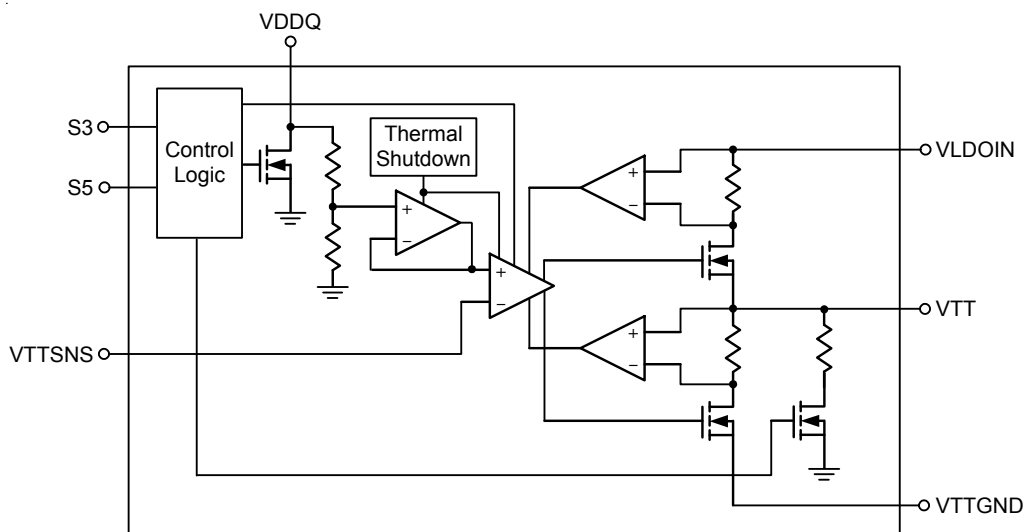 VDDQ
S3
S5
Control
Logic
Thermal
Shutdown
+
−
+
−
+
−
+
−
VLDOIN
VTT
VTTSNS
VTTGND